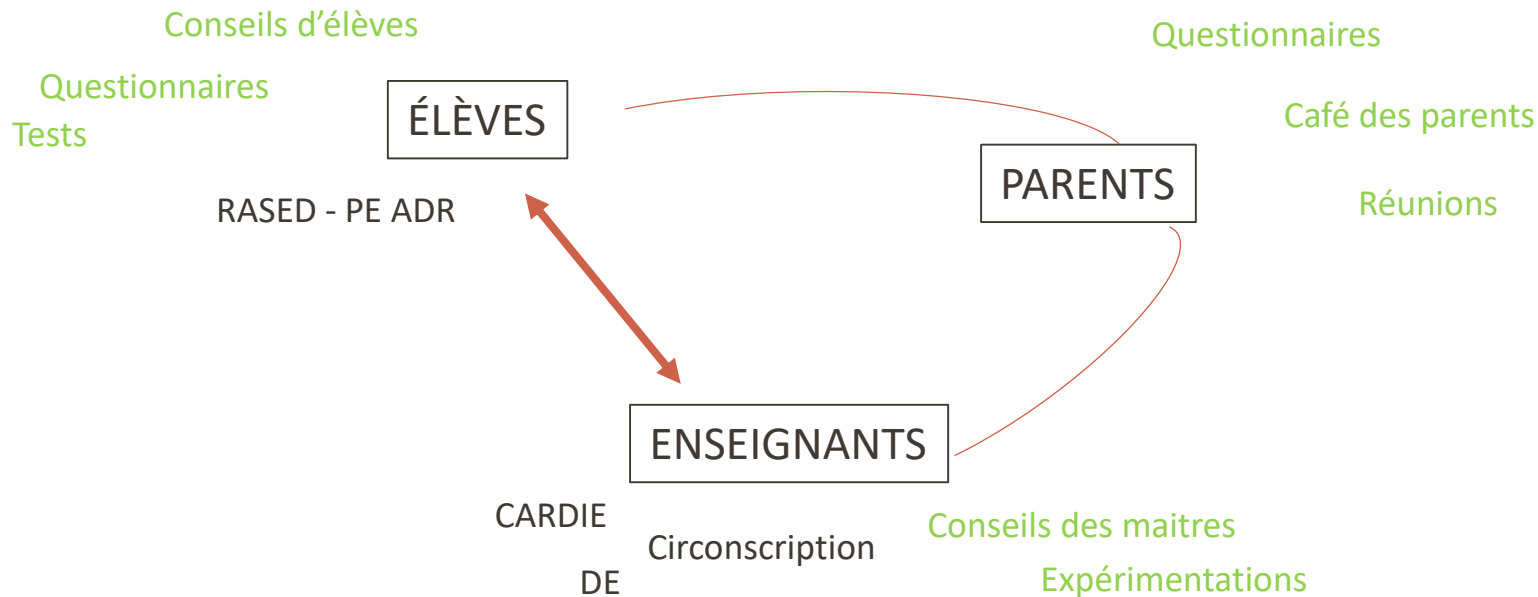 Conseils d’élèves
Questionnaires
Tests
ÉLÈVES
RASED - PE ADR
Questionnaires
Café des parents
PARENTS
Réunions
ENSEIGNANTS
CARDIE
Circonscription
DE
Conseils des maitres
Expérimentations